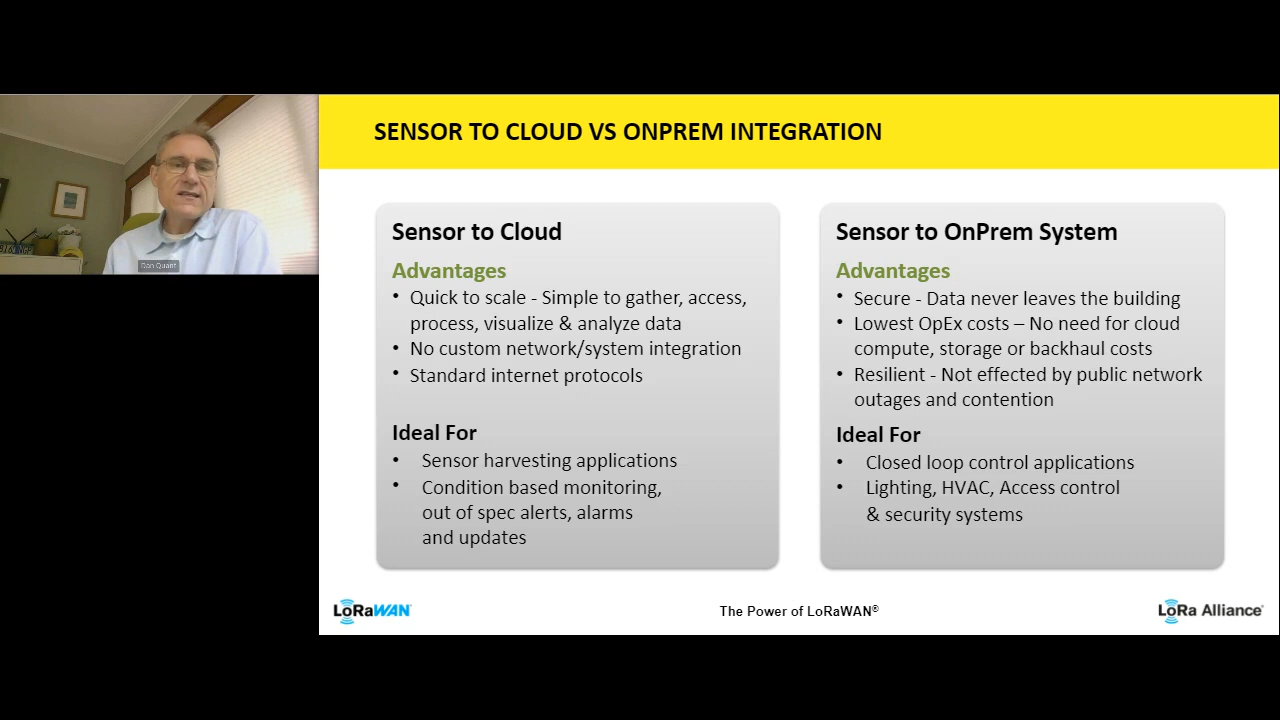 SENSOR TO CLOUD VS ONPREM INTEGRATION
Dan Quant
Sensor to Cloud
Advantages
• Quick to scale - Simple to gather, access,
process, visualize & analyze data
• No custom network/system integration
• Standard internet protocols
Ideal For
• Sensor harvesting applications
• Condition based monitoring,
out of spec alerts, alarms
and updates
Sensor to OnPrem System
Advantages
• Secure - Data never leaves the building
• Lowest OpEx costs – No need for cloud
compute, storage or backhaul costs
• Resilient - Not effected by public network
outages and contention
Ideal For
• Closed loop control applications
• Lighting, HVAC, Access control
& security systems
LoRaWAN
The Power of LoRaWAN®
LoRa Alliance